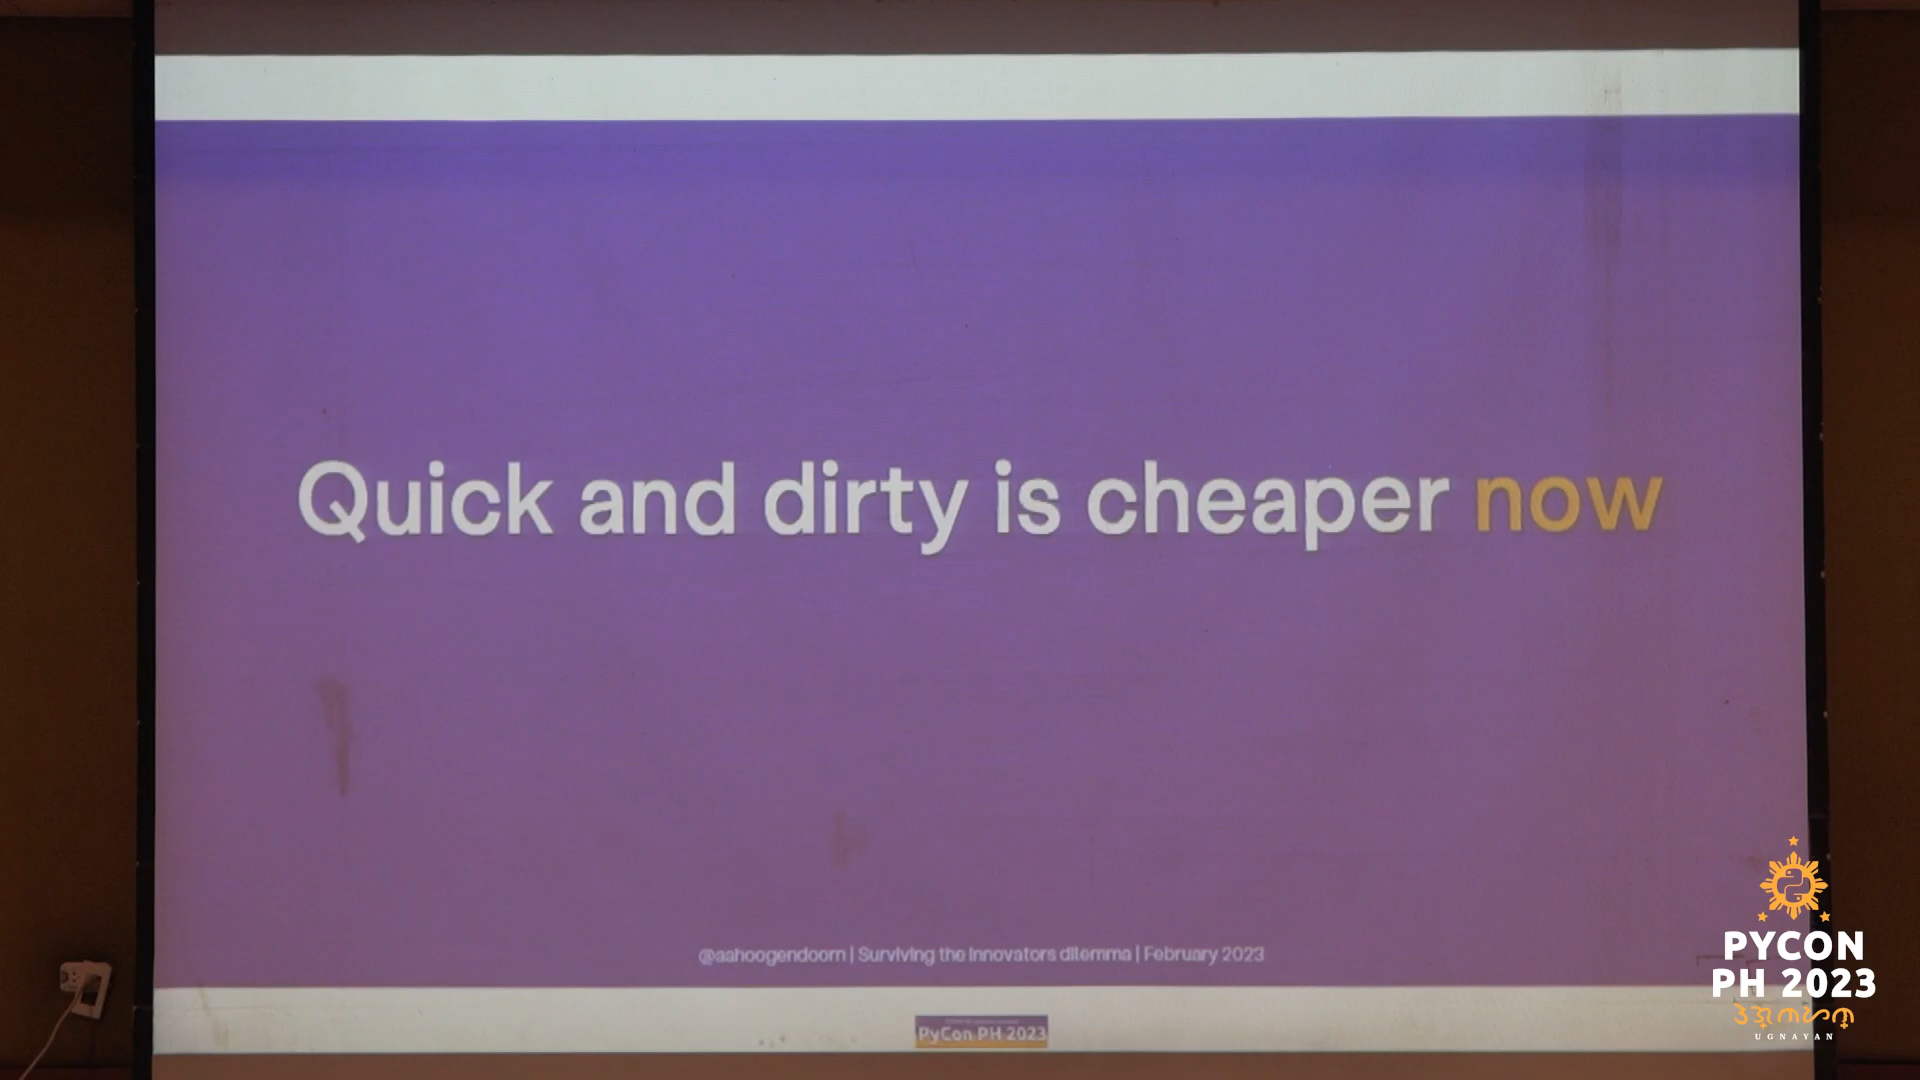 Quick and dirty is cheaper now
@aahoogendoorn | Surviving the innovators dilemma | February 2023
PyCon PH 2023
PYCON
PH 2023
UGNAYAN